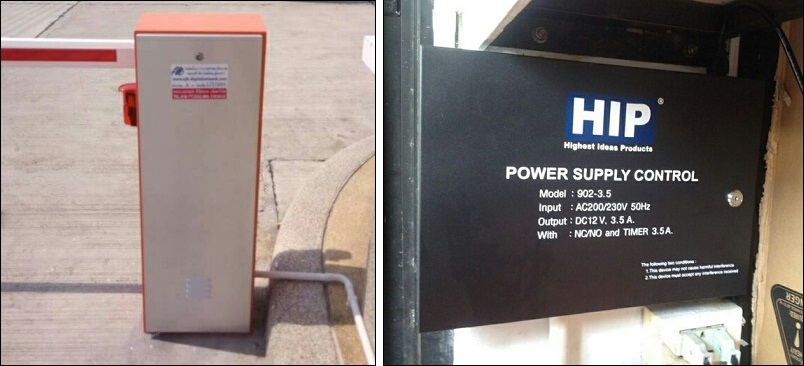 HIP
®
Highest Ideas Products
POWER SUPPLY CONTROL
Model : 902-3.5
Input : AC200/230V 50Hz
Output : DC12 V, 3.5 A.
With : NC/NO and TIMER 3.5 A.
The following two conditions :
1.This device may not cause harmful interference
2.This device must accept any interference received